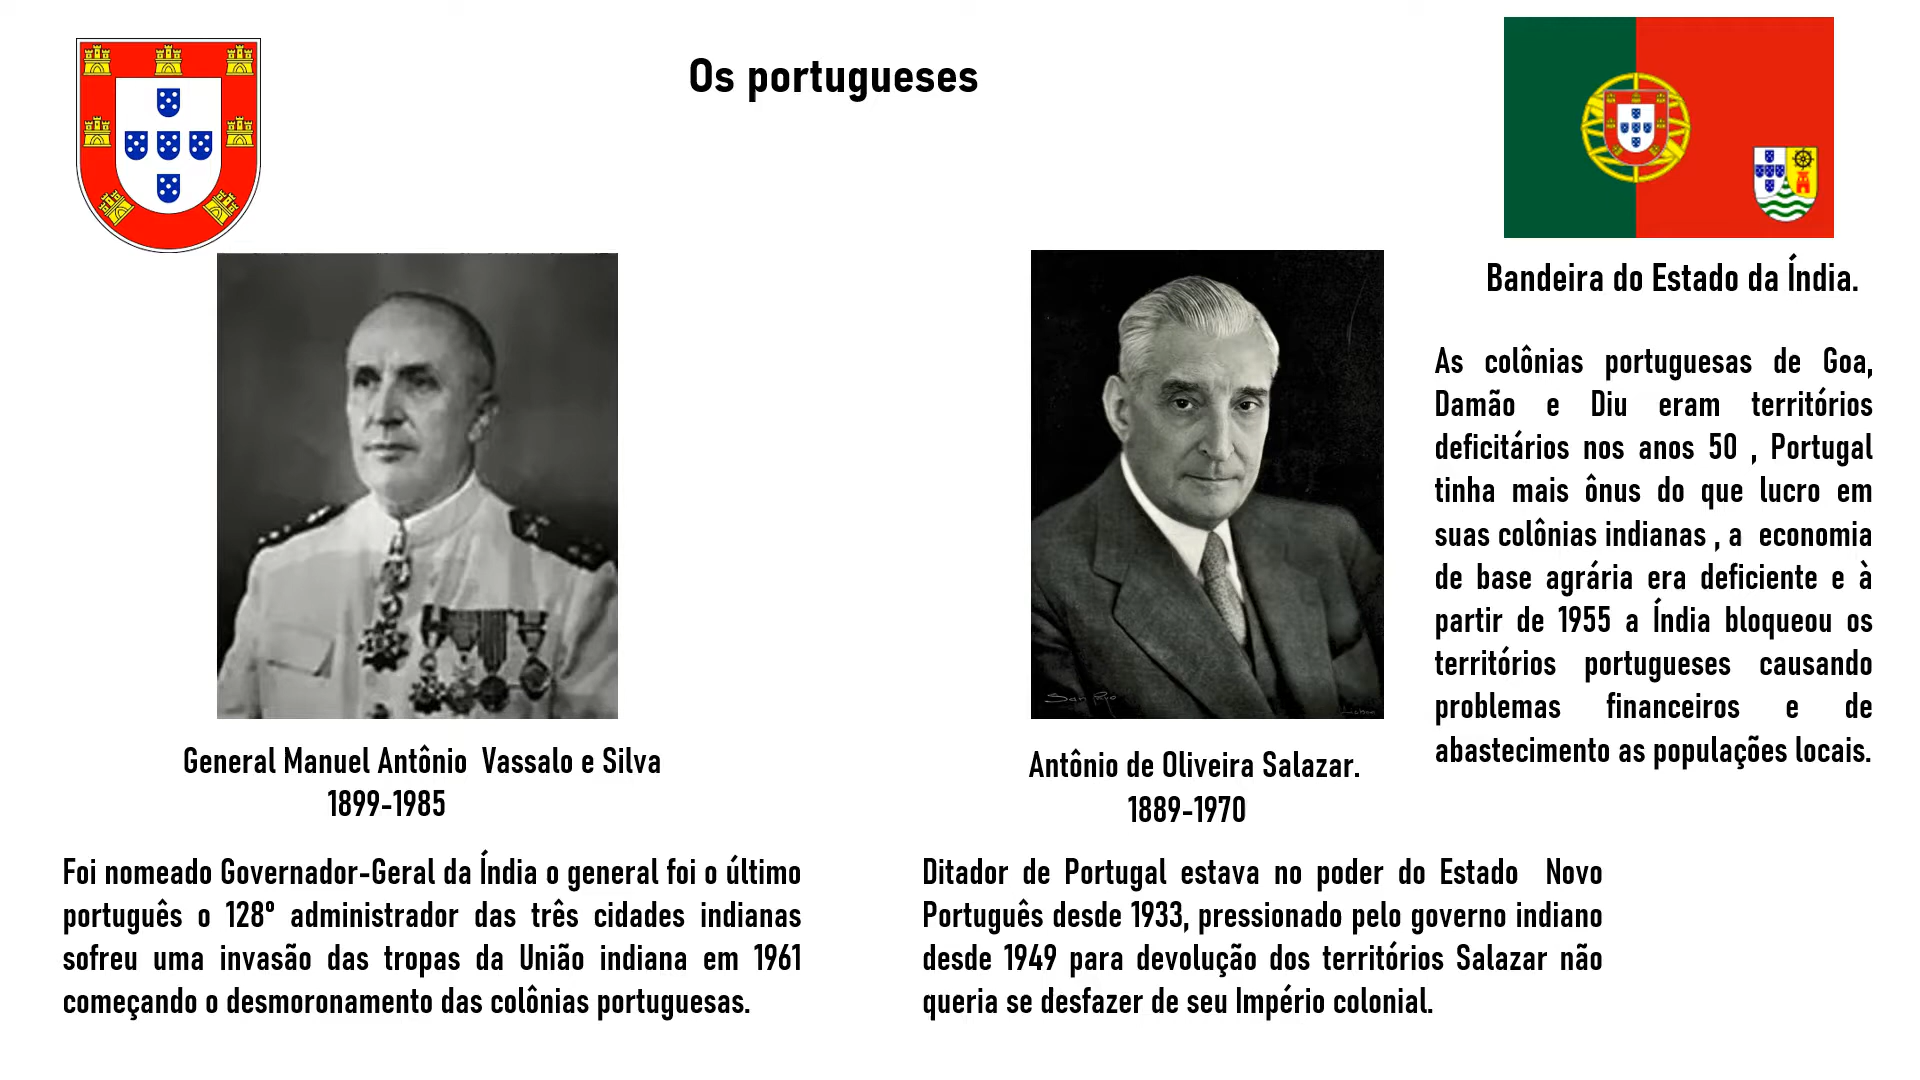 Os portugueses
Bandeira do Estado da Índia.
As colônias portuguesas de Goa,
Damão e Diu eram territórios
deficitários nos anos 50 , Portugal
tinha mais ônus do que lucro em
suas colônias indianas , a economia
de base agrária era deficiente e à
partir de 1955 a Índia bloqueou os
territórios portugueses causando
problemas financeiros e de
abastecimento as populações locais.
General Manuel Antônio Vassalo e Silva
1899-1985
Foi nomeado Governador-Geral da Índia o general foi o último
português o 128º administrador das três cidades indianas
sofreu uma invasão das tropas da União indiana em 1961
começando o desmoronamento das colônias portuguesas.
Antônio de Oliveira Salazar.
1889-1970
Ditador de Portugal estava no poder do Estado Novo
Português desde 1933, pressionado pelo governo indiano
desde 1949 para devolução dos territórios Salazar não
queria se desfazer de seu Império colonial.